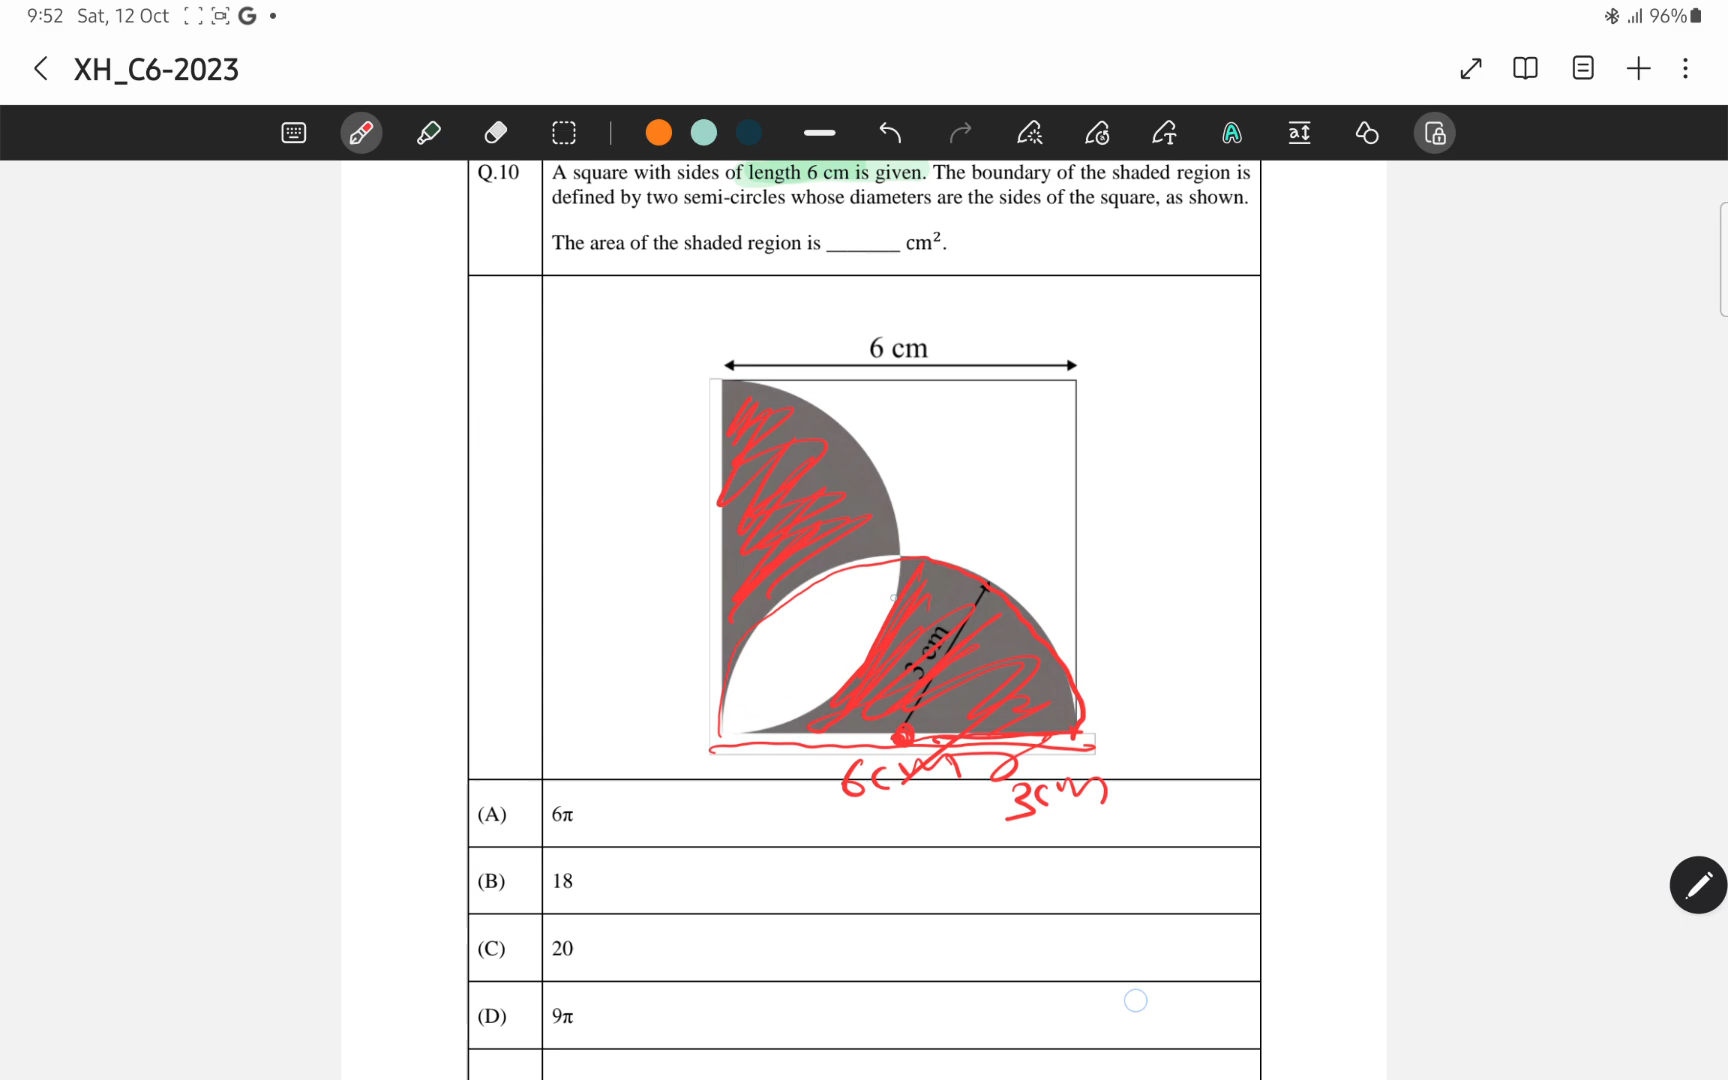 9:52 Sat, 12 Oct G 96%
XH_C6-2023
T A a
Q.10 A square with sides of length 6 cm is given. The boundary of the shaded region is
defined by two semi-circles whose diameters are the sides of the square, as shown.
The area of the shaded region is _______ cm².
6 cm
3 cm
6cm
3cm
(A) 6π
(B) 18
(C) 20
(D) 9π